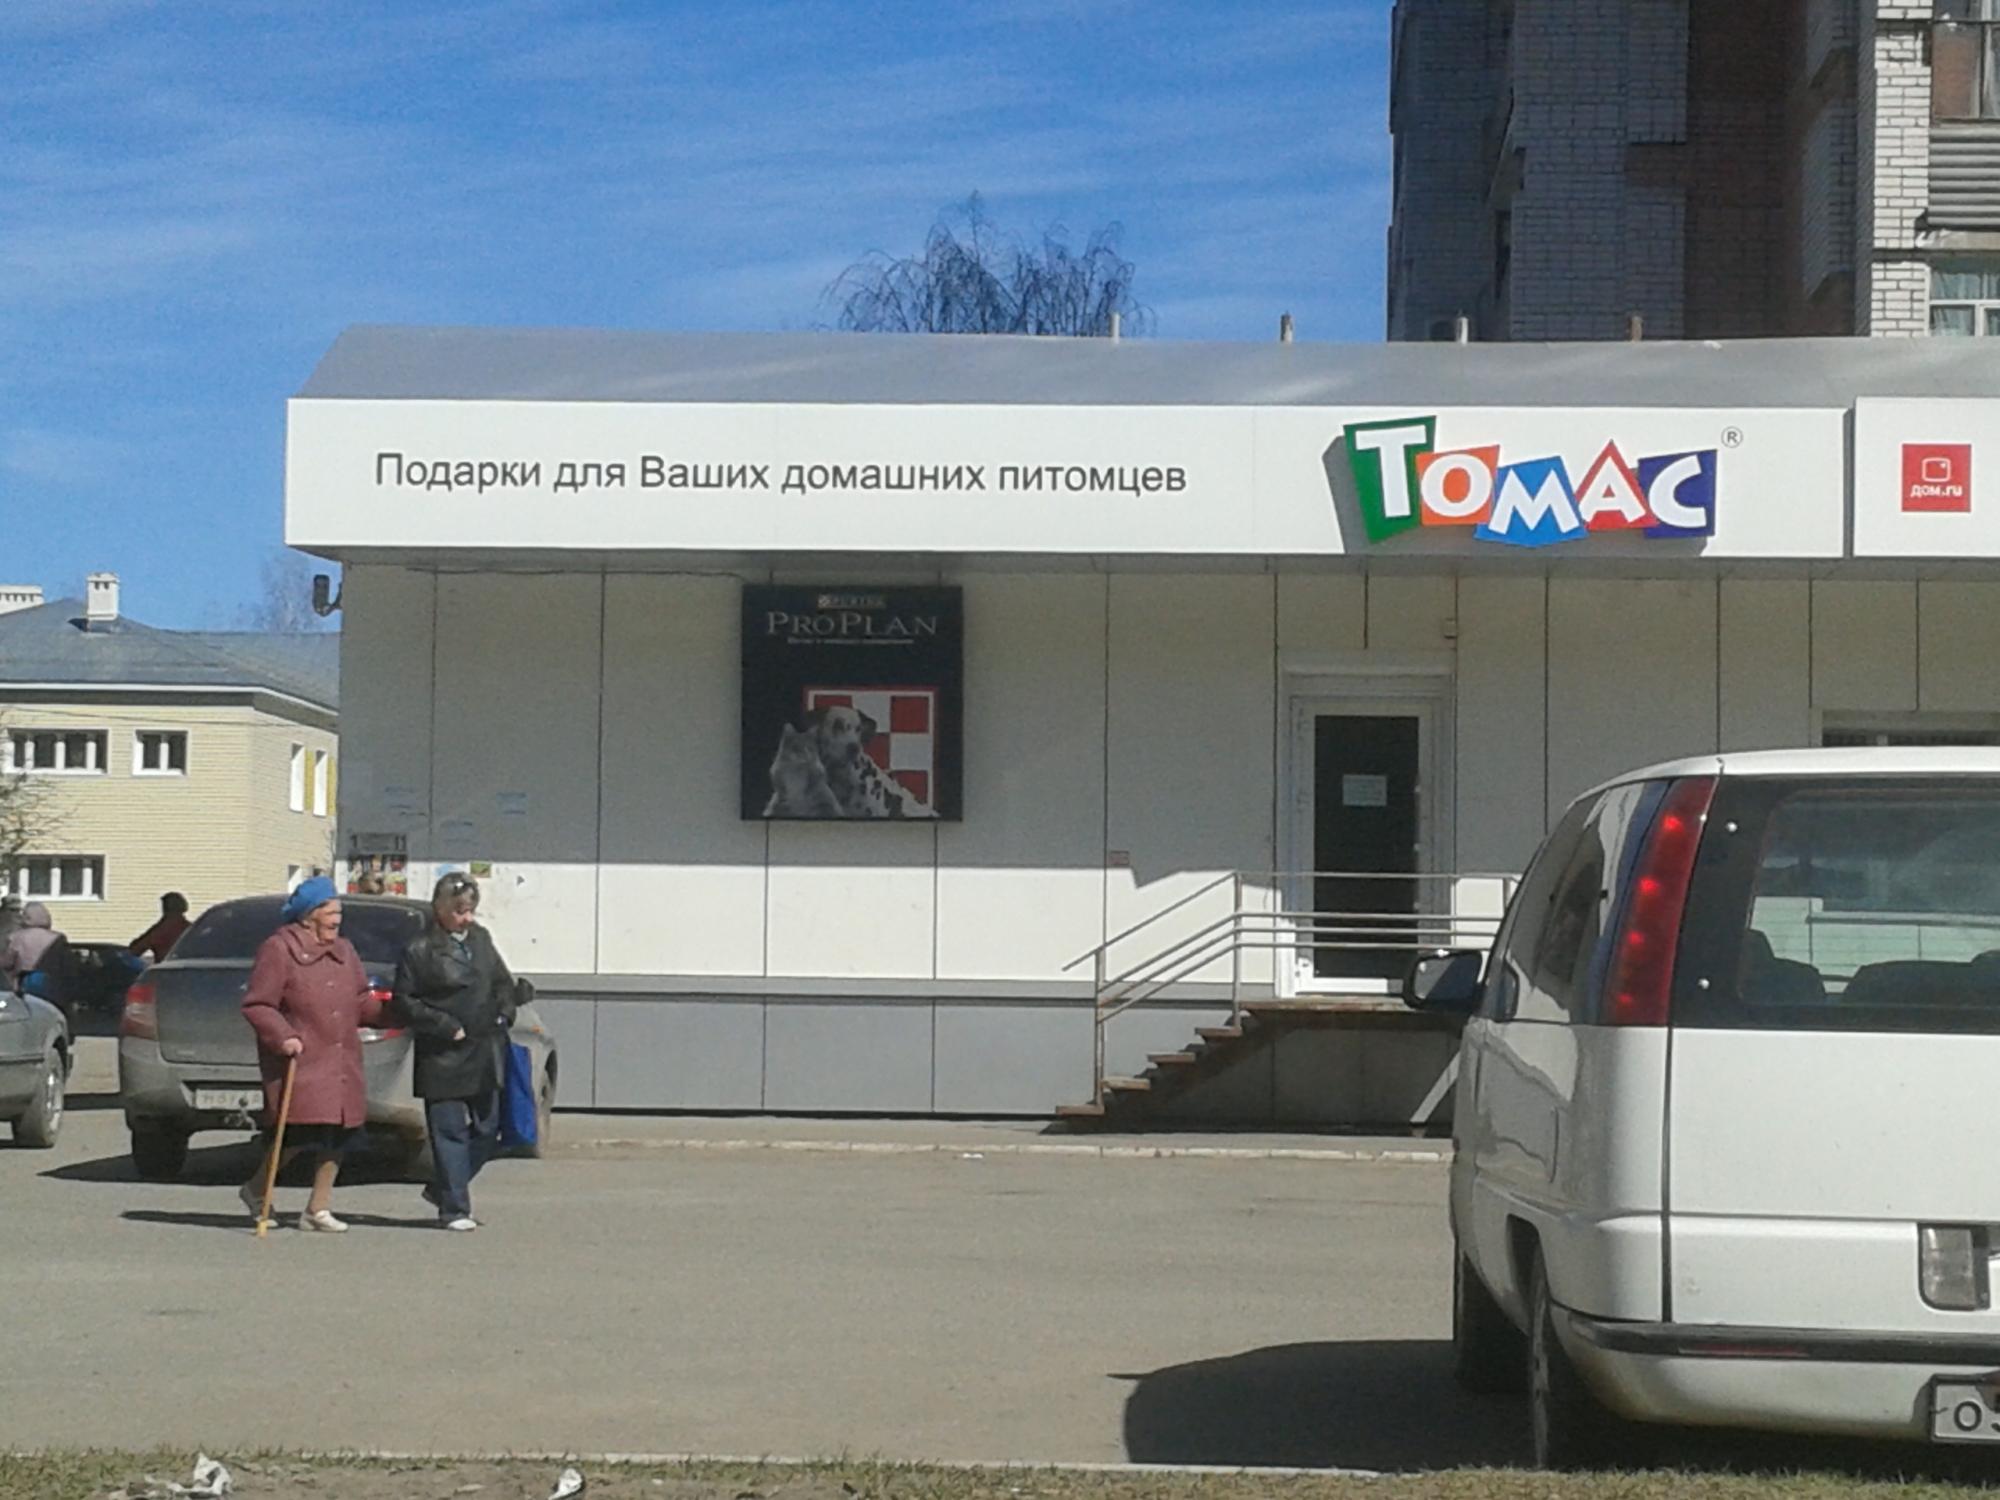 Подарки для Ваших домашних питомцев
ТОМАС ®
дом.ru
PURINA
PROPLAN